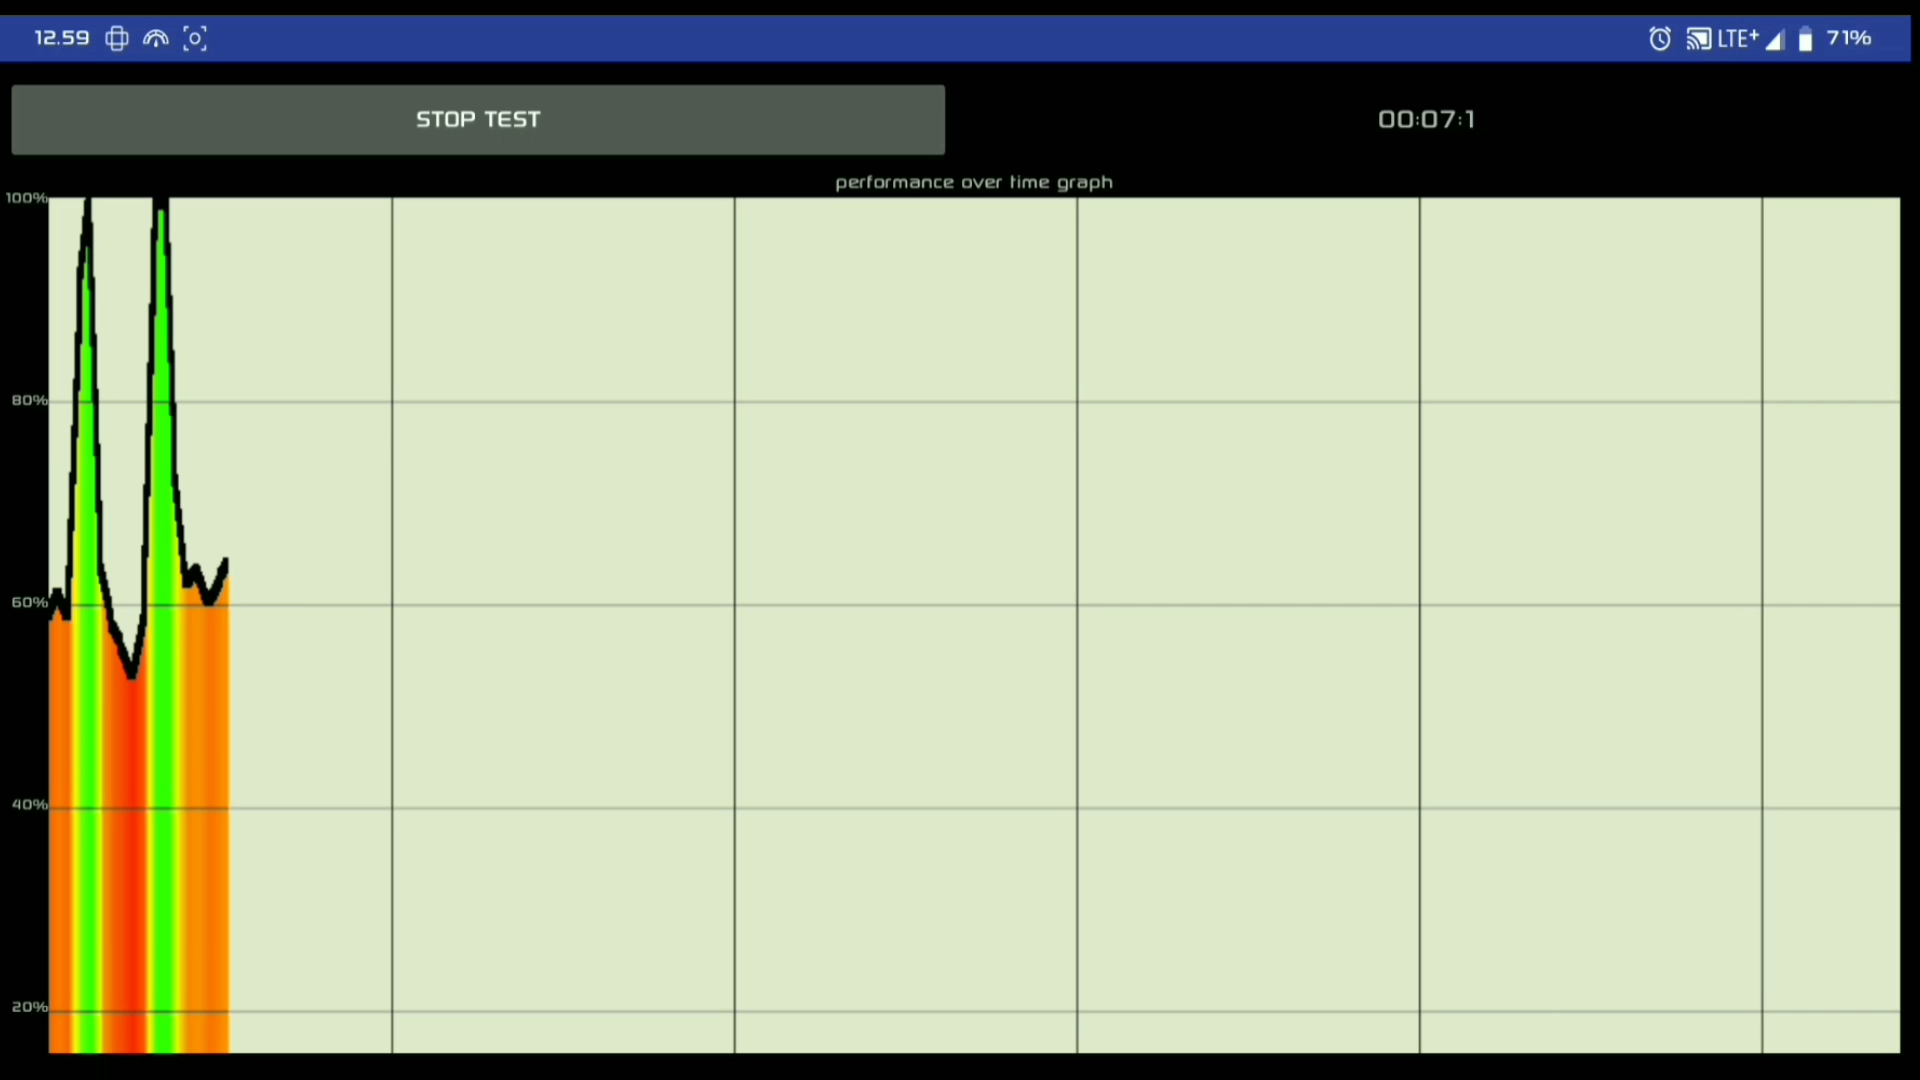 12.59 LTE+ 71%
STOP TEST 00:07:1
performance over time graph
100%
80%
60%
40%
20%